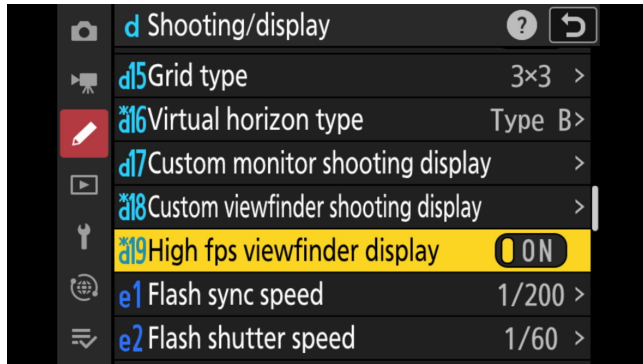 d Shooting/display ?
d15 Grid type 3×3 >
*d16 Virtual horizon type Type B >
d17 Custom monitor shooting display >
*d18 Custom viewfinder shooting display >
*d19 High fps viewfinder display ON
e1 Flash sync speed 1/200 >
e2 Flash shutter speed 1/60 >